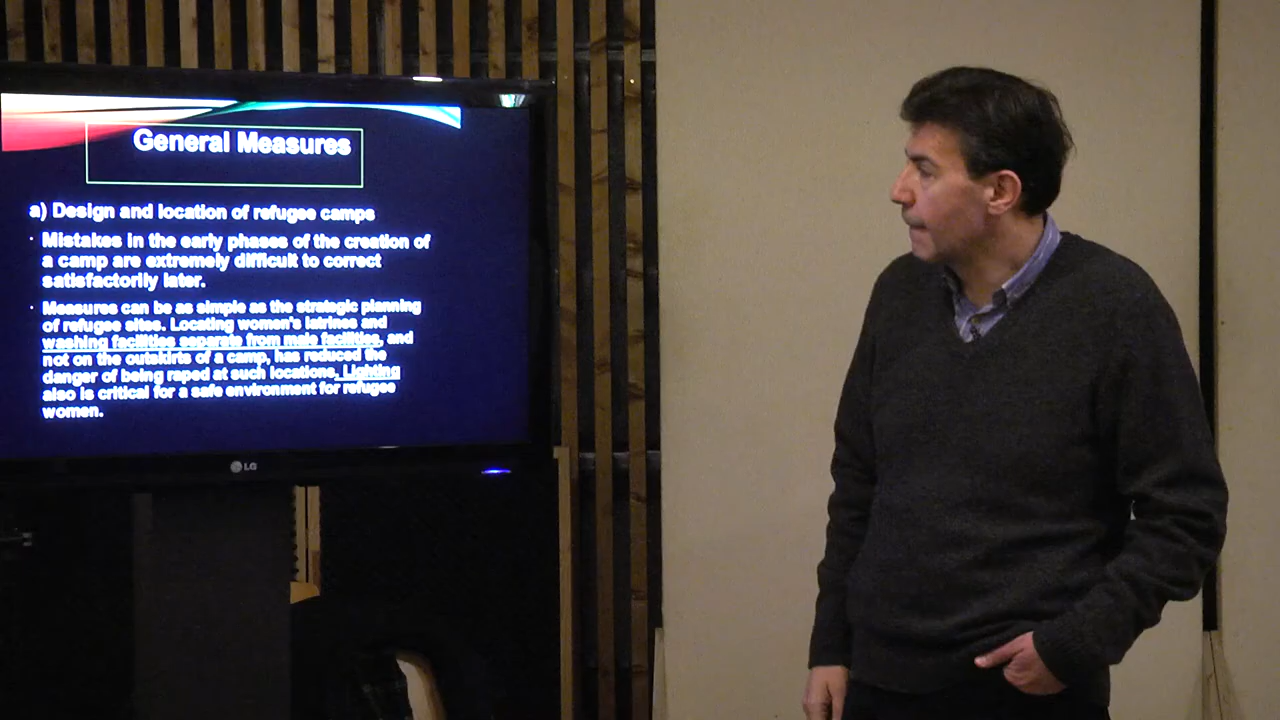 General Measures
a) Design and location of refugee camps
· Mistakes in the early phases of the creation of
a camp are extremely difficult to correct
satisfactorily later.
· Measures can be as simple as the strategic planning
of refugee sites. Locating women's latrines and
washing facilities separate from male facilities, and
not on the outskirts of a camp, has reduced the
danger of being raped at such locations. Lighting
also is critical for a safe environment for refugee
women.
LG